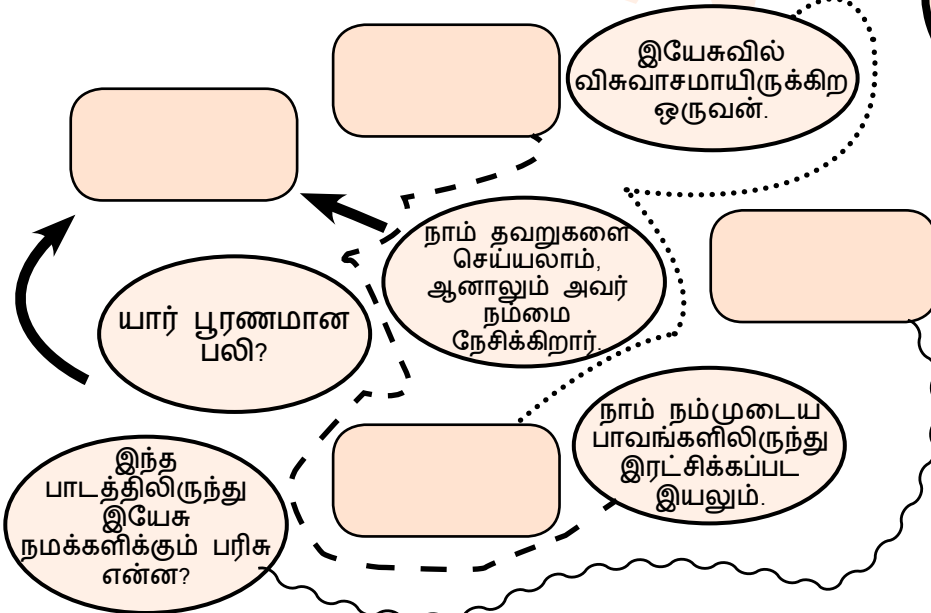 இயேசுவில்
விசுவாசமாயிருக்கிற
ஒருவன்.
நாம் தவறுகளை
செய்யலாம்,
ஆனாலும் அவர்
நம்மை
நேசிக்கிறார்.
யார் பூரணமான
பலி?
நாம் நம்முடைய
பாவங்களிலிருந்து
இரட்சிக்கப்பட
இயலும்.
இந்த
பாடத்திலிருந்து
இயேசு
நமக்களிக்கும் பரிசு
என்ன?